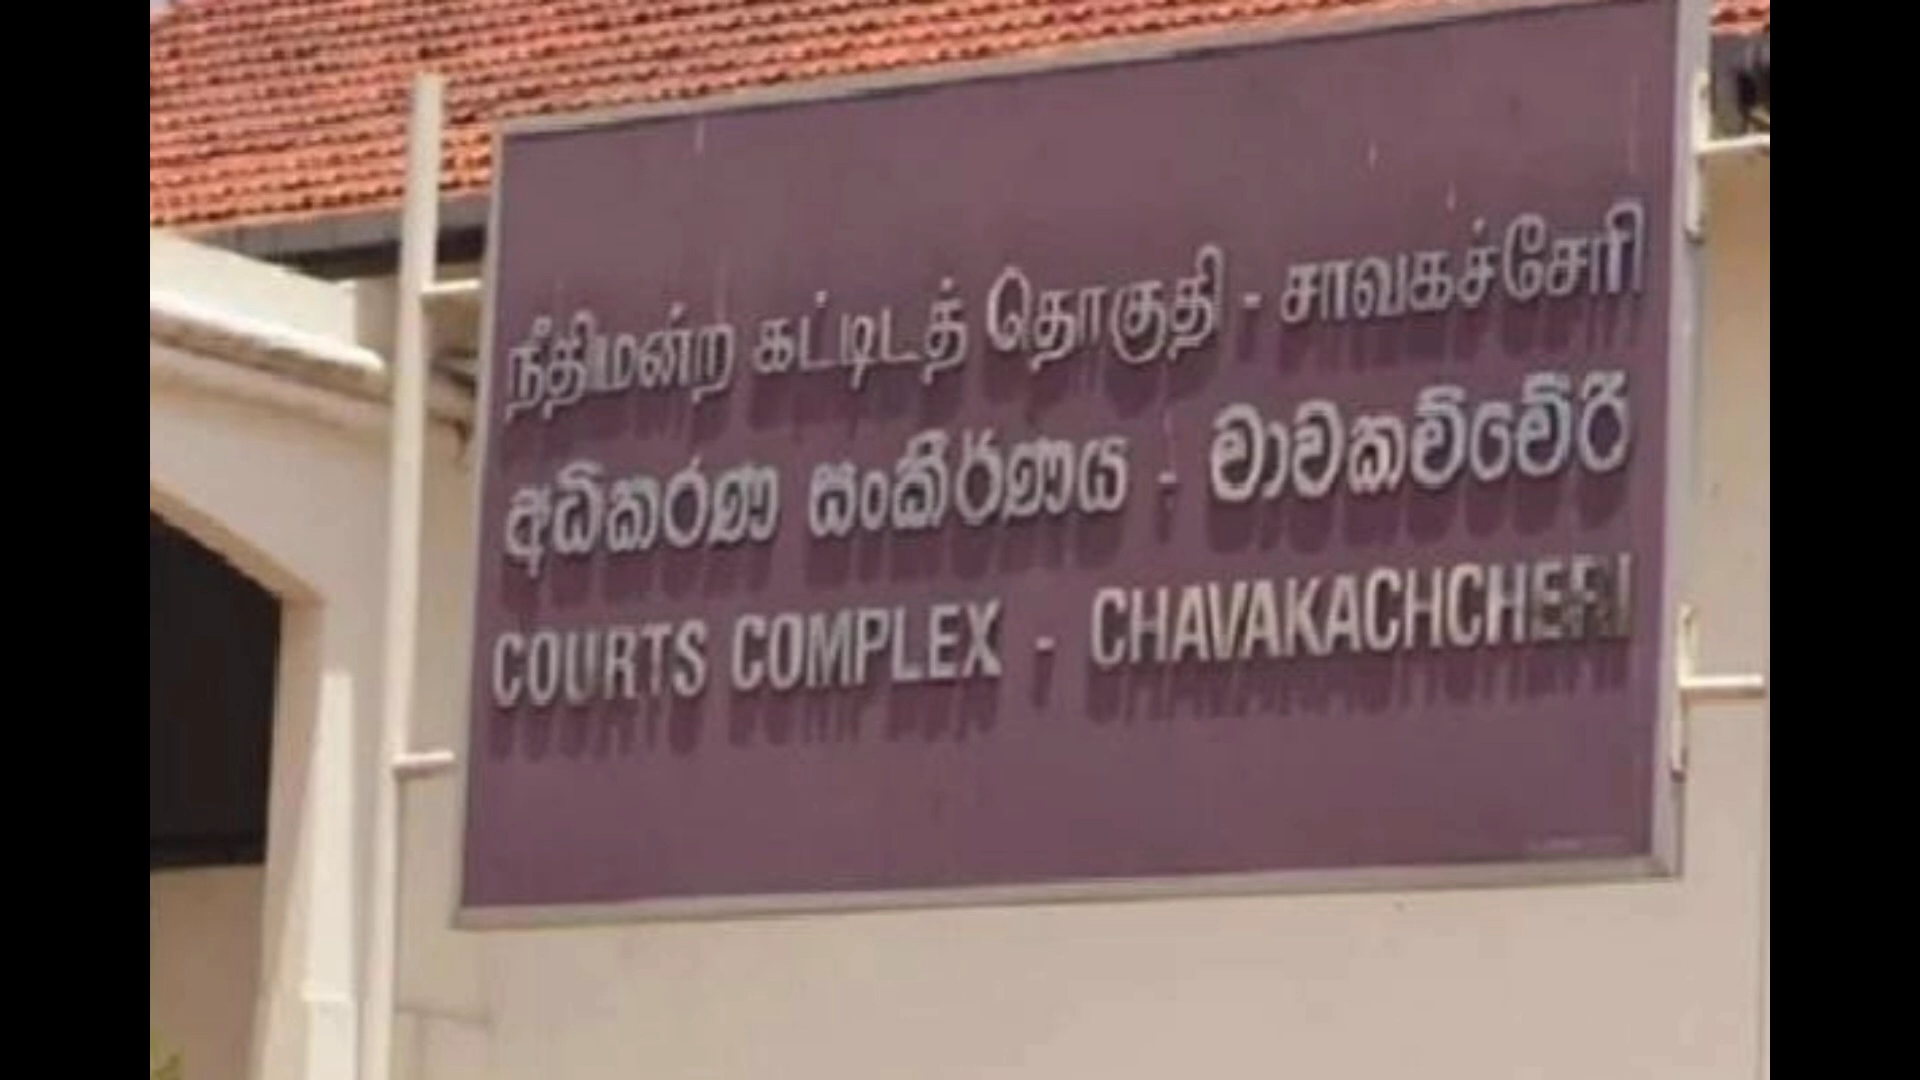 நீதிமன்ற கட்டிடத் தொகுதி - சாவகச்சேரி
අධිකරණ සංකීර්ණය - චාවකච්චේරි
COURTS COMPLEX - CHAVAKACHCHERI